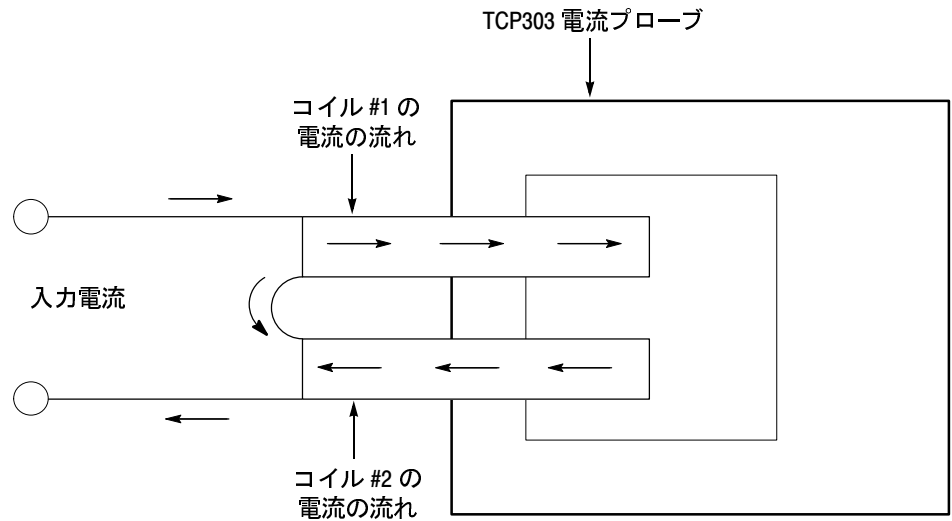 TCP303 電流プローブ
コイル #1 の
電流の流れ
入力電流
コイル #2 の
電流の流れ